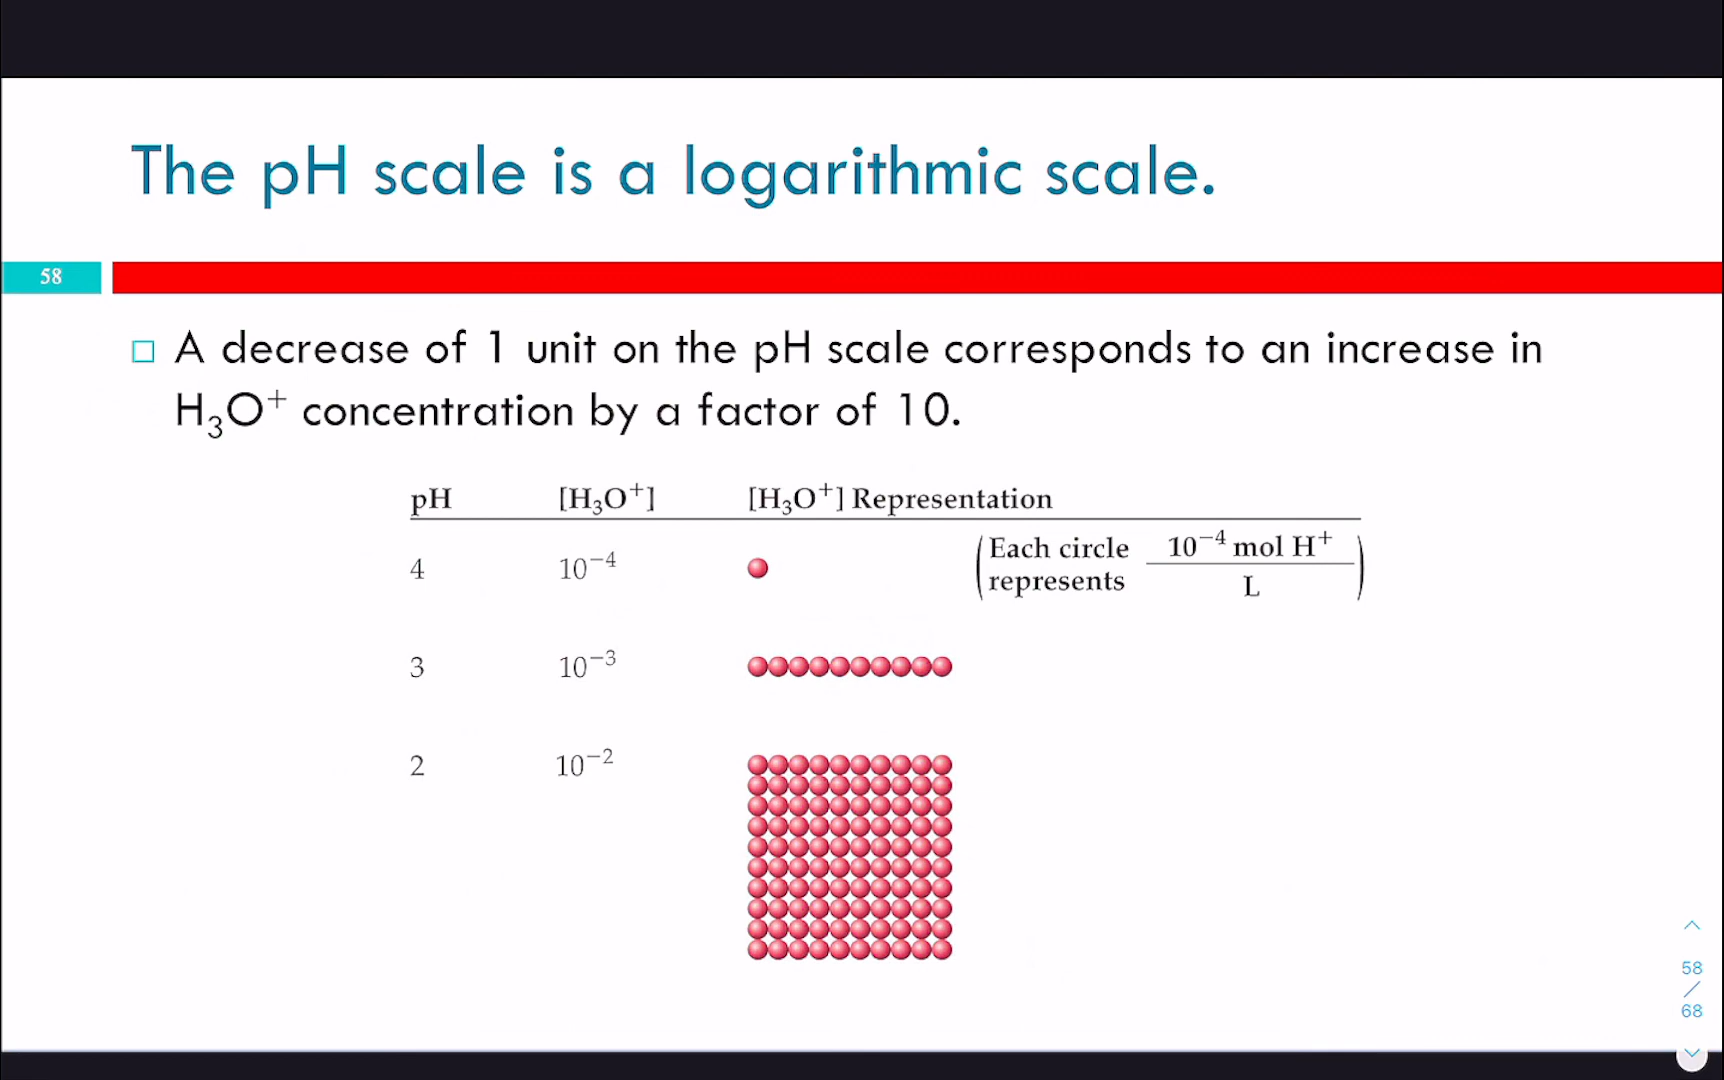 The pH scale is a logarithmic scale.
58
A decrease of 1 unit on the pH scale corresponds to an increase in
H₃O⁺ concentration by a factor of 10.
pH [H₃O⁺] [H₃O⁺] Representation
4 10⁻⁴ (Each circle represents 10⁻⁴ mol H⁺ / L)
3 10⁻³
2 10⁻²
58
/
68